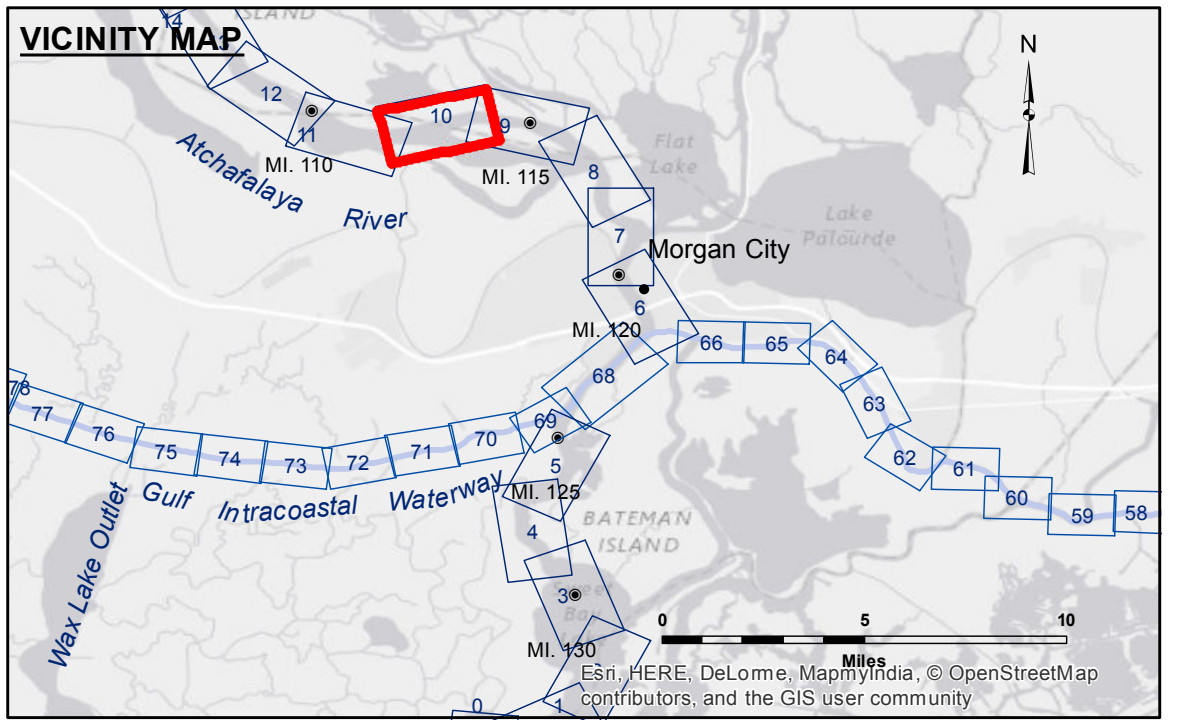 ISLAND
14
VICINITY MAP
13
N
12
10
9
11
Atchafalaya
MI. 110
MI. 115
Flat
Lake
8
River
Lake
Palourde
7
Morgan City
6
MI. 120
66
65
64
68
63
78
77
76
69
75
74
73
72
71
70
62
61
5
60
59
58
Wax Lake Outlet
Gulf
Intracoastal
Waterway
MI. 125
4
BATEMAN
ISLAND
3
Sweet
Bay
0
5
10
MI. 130
Miles
Esri, HERE, DeLorme, MapmyIndia, © OpenStreetMap
contributors, and the GIS user community
0
1